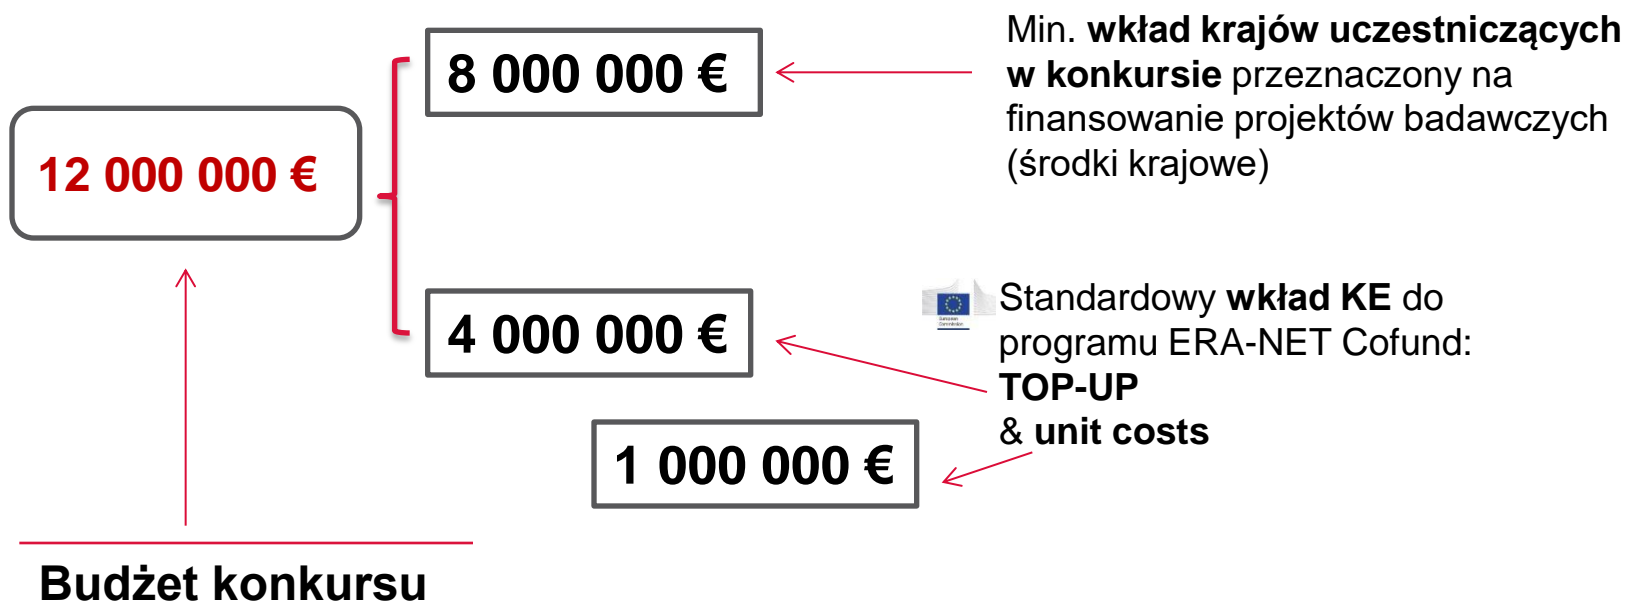 8 000 000 €
Min. wkład krajów uczestniczących
w konkursie przeznaczony na
finansowanie projektów badawczych
(środki krajowe)
12 000 000 €
4 000 000 €
European
Commission
Standardowy wkład KE do
programu ERA-NET Cofund:
TOP-UP
& unit costs
1 000 000 €
Budżet konkursu